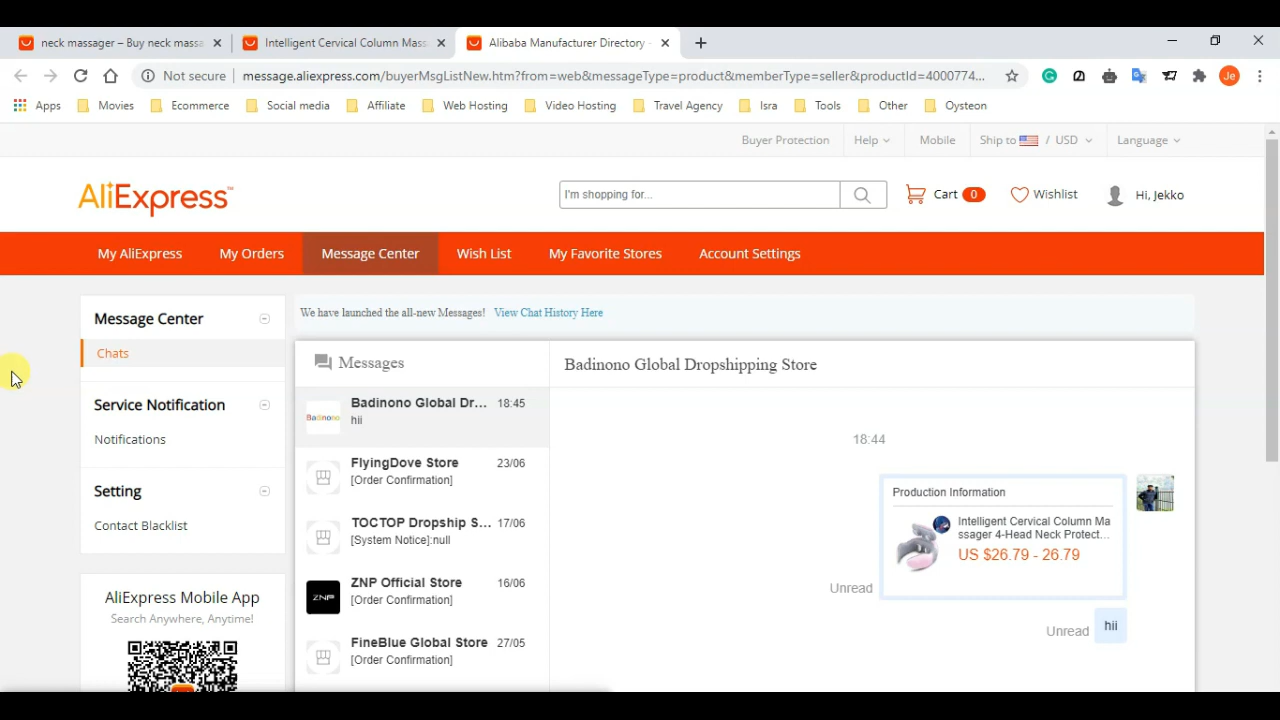 neck massager – Buy neck massa
Intelligent Cervical Column Mass
Alibaba Manufacturer Directory -
Not secure
message.aliexpress.com/buyerMsgListNew.htm?from=web&messageType=product&memberType=seller&productId=4000774...
Je
Apps
Movies
Ecommerce
Social media
Affiliate
Web Hosting
Video Hosting
Travel Agency
Isra
Tools
Other
Oysteon
Buyer Protection
Help
Mobile
Ship to / USD
Language
AliExpress
I'm shopping for...
Cart 0
Wishlist
Hi, Jekko
My AliExpress
My Orders
Message Center
Wish List
My Favorite Stores
Account Settings
Message Center
Chats
Service Notification
Notifications
Setting
Contact Blacklist
AliExpress Mobile App
Search Anywhere, Anytime!
We have launched the all-new Messages! View Chat History Here
Messages
Badinono
Badinono Global Dr... 18:45
hii
FlyingDove Store 23/06
[Order Confirmation]
TOCTOP Dropship S... 17/06
[System Notice]:null
ZNP
ZNP Official Store 16/06
[Order Confirmation]
FineBlue Global Store 27/05
[Order Confirmation]
Badinono Global Dropshipping Store
18:44
Production Information
Intelligent Cervical Column Ma
ssager 4-Head Neck Protect...
US $26.79 - 26.79
Unread
Unread
hii